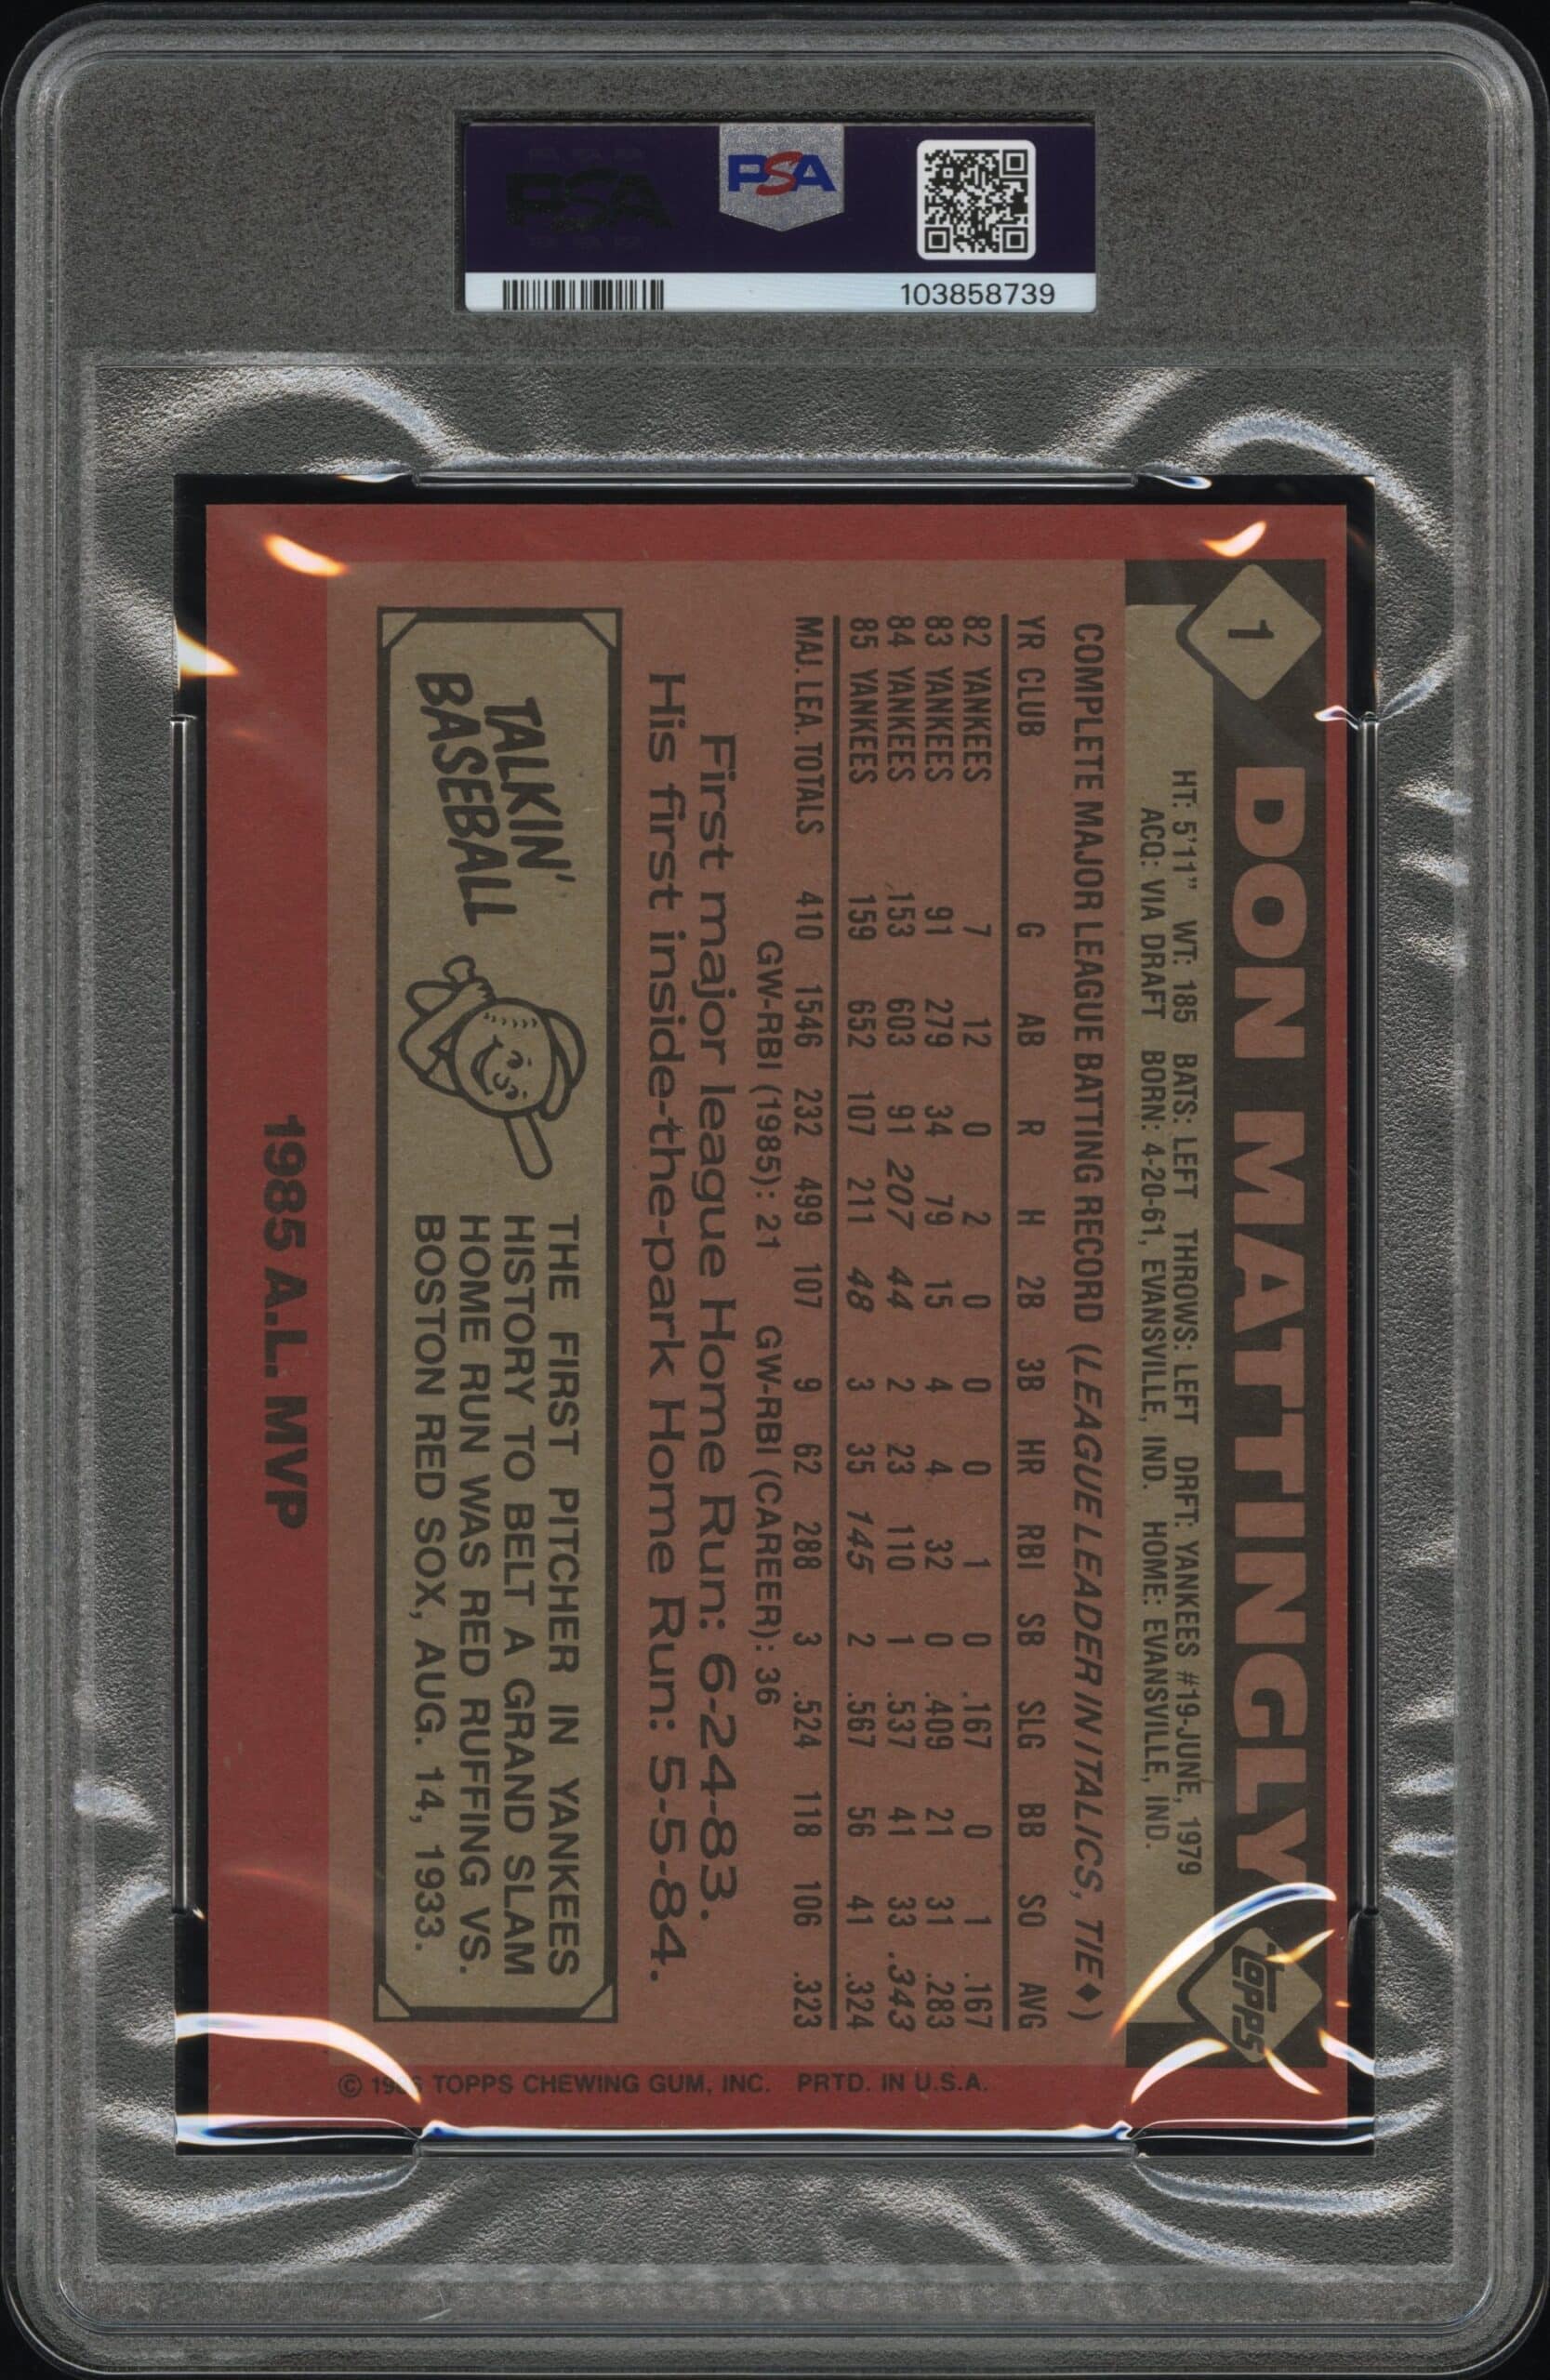 PSA
PSA
103858739
1
DON MATTINGLY
TOPPS
HT: 5'11" WT: 185 BATS: LEFT THROWS: LEFT DRFT: YANKEES #19-JUNE, 1979
ACQ: VIA DRAFT BORN: 4-20-61, EVANSVILLE, IND. HOME: EVANSVILLE, IND.
COMPLETE MAJOR LEAGUE BATTING RECORD (LEAGUE LEADER IN ITALICS, TIE♦)
YR CLUB G AB R H 2B 3B HR RBI SB SLG BB SO AVG
82 YANKEES 7 12 0 2 0 0 0 1 0 .167 0 1 .167
83 YANKEES 91 279 34 79 15 4 4 32 0 .409 21 31 .283
84 YANKEES 153 603 91 207 44 2 23 110 1 .537 41 33 .343
85 YANKEES 159 652 107 211 48 3 35 145 2 .567 56 41 .324
MAJ. LEA. TOTALS 410 1546 232 499 107 9 62 288 3 .524 118 106 .323
GW-RBI (1985): 21 GW-RBI (CAREER): 36
First major league Home Run: 6-24-83.
His first inside-the-park Home Run: 5-5-84.
TALKIN'
BASEBALL
THE FIRST PITCHER IN YANKEES
HISTORY TO BELT A GRAND SLAM
HOME RUN WAS RED RUFFING VS.
BOSTON RED SOX, AUG. 14, 1933.
1985 A.L. MVP
© 1986 TOPPS CHEWING GUM, INC. PRTD. IN U.S.A.